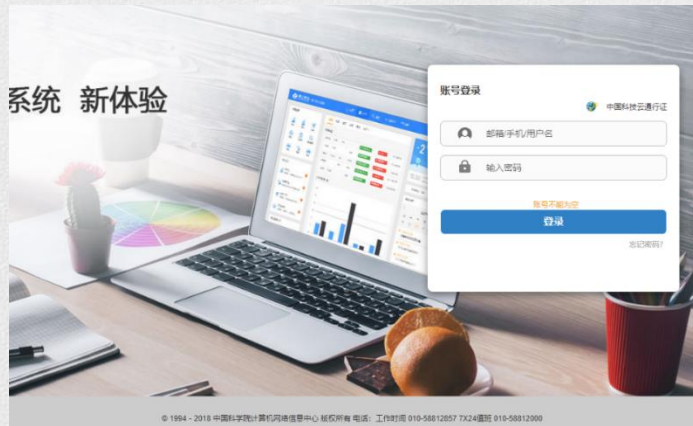 系统 新体验
账号登录
中国科技云通行证
邮箱/手机/用户名
输入密码
账号不能为空
登录
忘记密码?
© 1994 - 2018 中国科学院计算机网络信息中心 版权所有 电话：工作时间 010-58812857 7X24值班 010-58812000